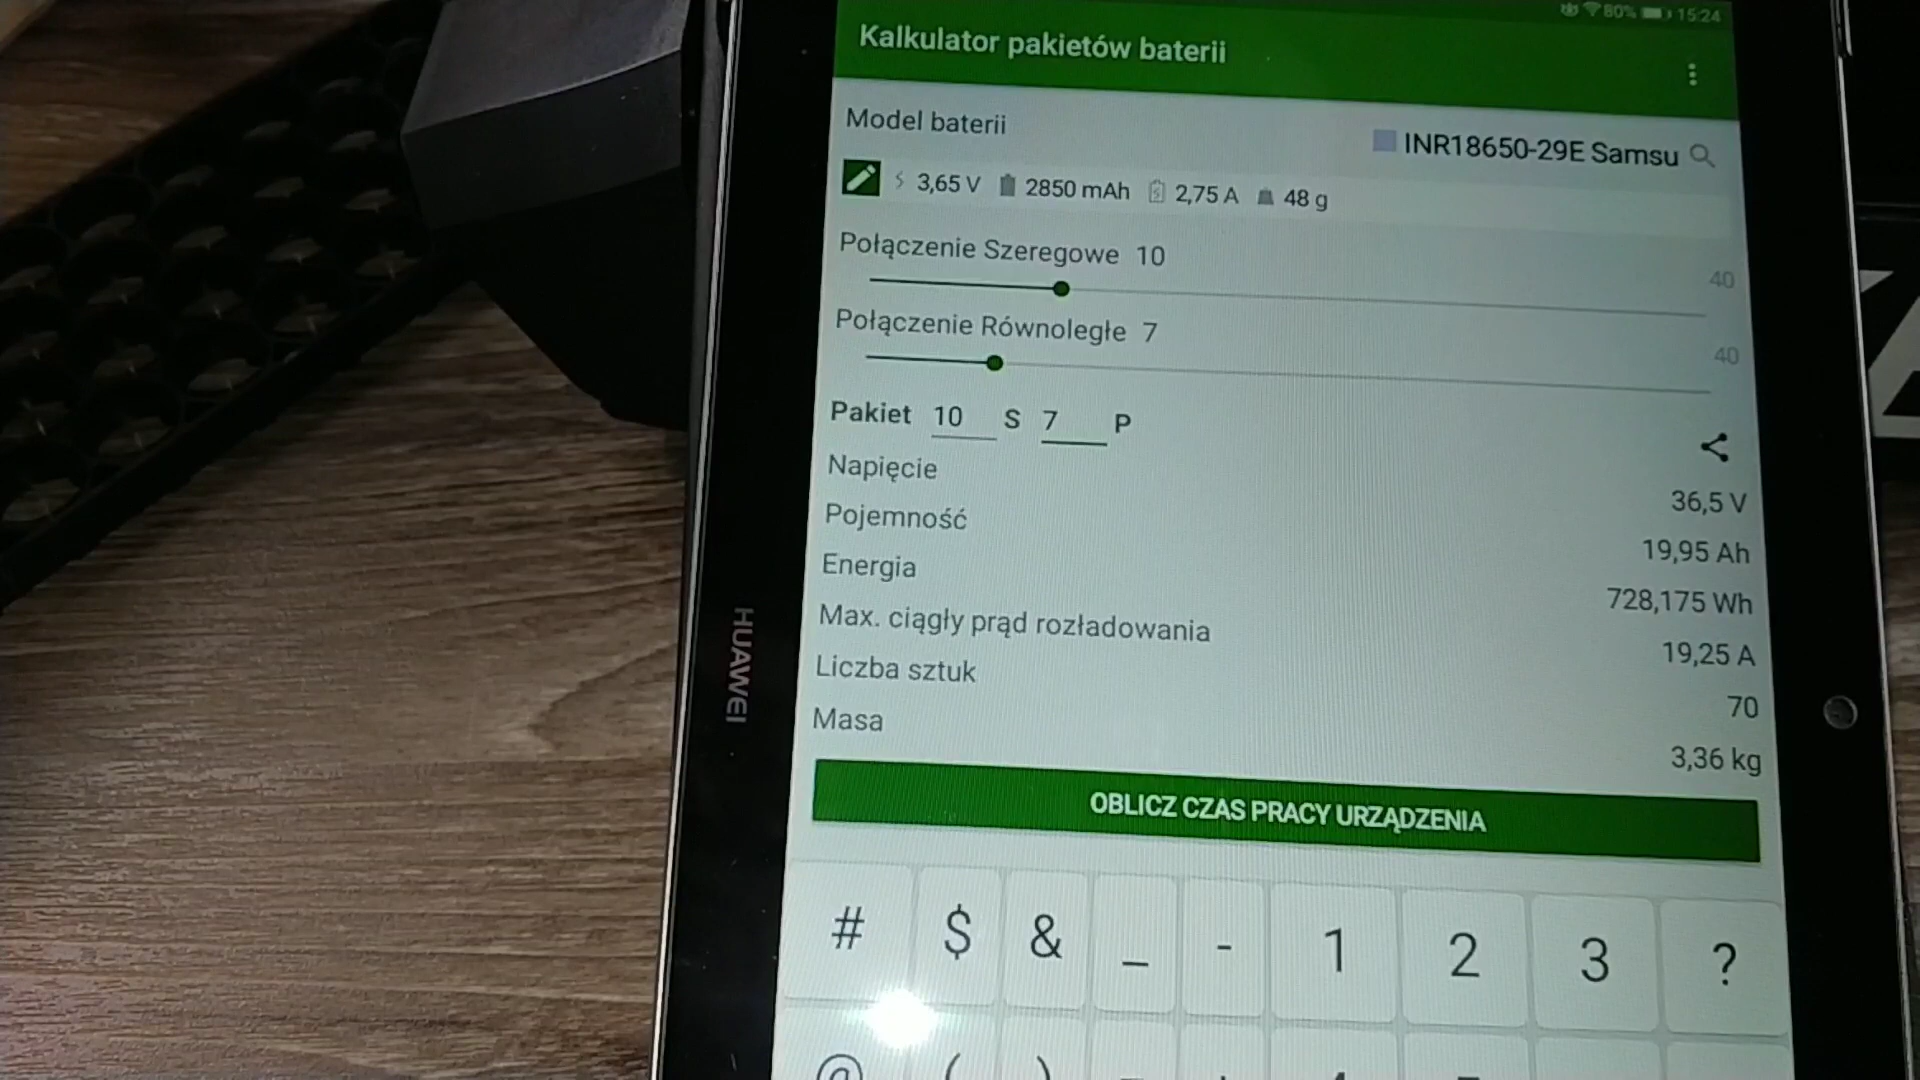 80% 15:24
Kalkulator pakietów baterii
Model baterii
INR18650-29E Samsu
3,65 V 2850 mAh 2,75 A 48 g
Połączenie Szeregowe 10
40
Połączenie Równoległe 7
40
Pakiet 10 S 7 P
Napięcie 36,5 V
Pojemność 19,95 Ah
Energia 728,175 Wh
Max. ciągły prąd rozładowania 19,25 A
Liczba sztuk 70
Masa 3,36 kg
OBLICZ CZAS PRACY URZĄDZENIA
# $ & _ - 1 2 3 ?
@ ( )
HUAWEI